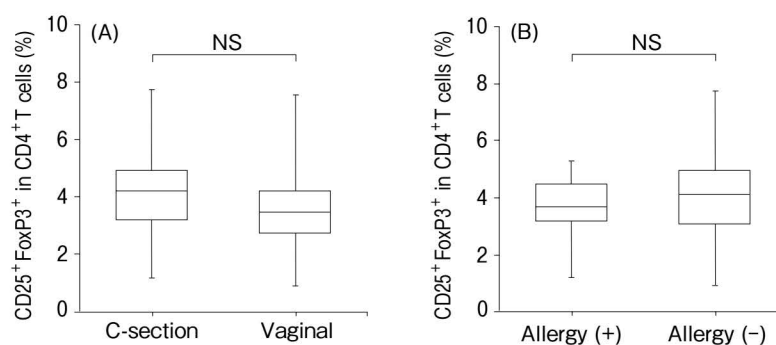 (A)
CD25⁺FoxP3⁺ in CD4⁺T cells (%)
10
8
6
4
2
0
NS
C-section Vaginal
(B)
CD25⁺FoxP3⁺ in CD4⁺T cells (%)
10
8
6
4
2
0
NS
Allergy (+) Allergy (−)